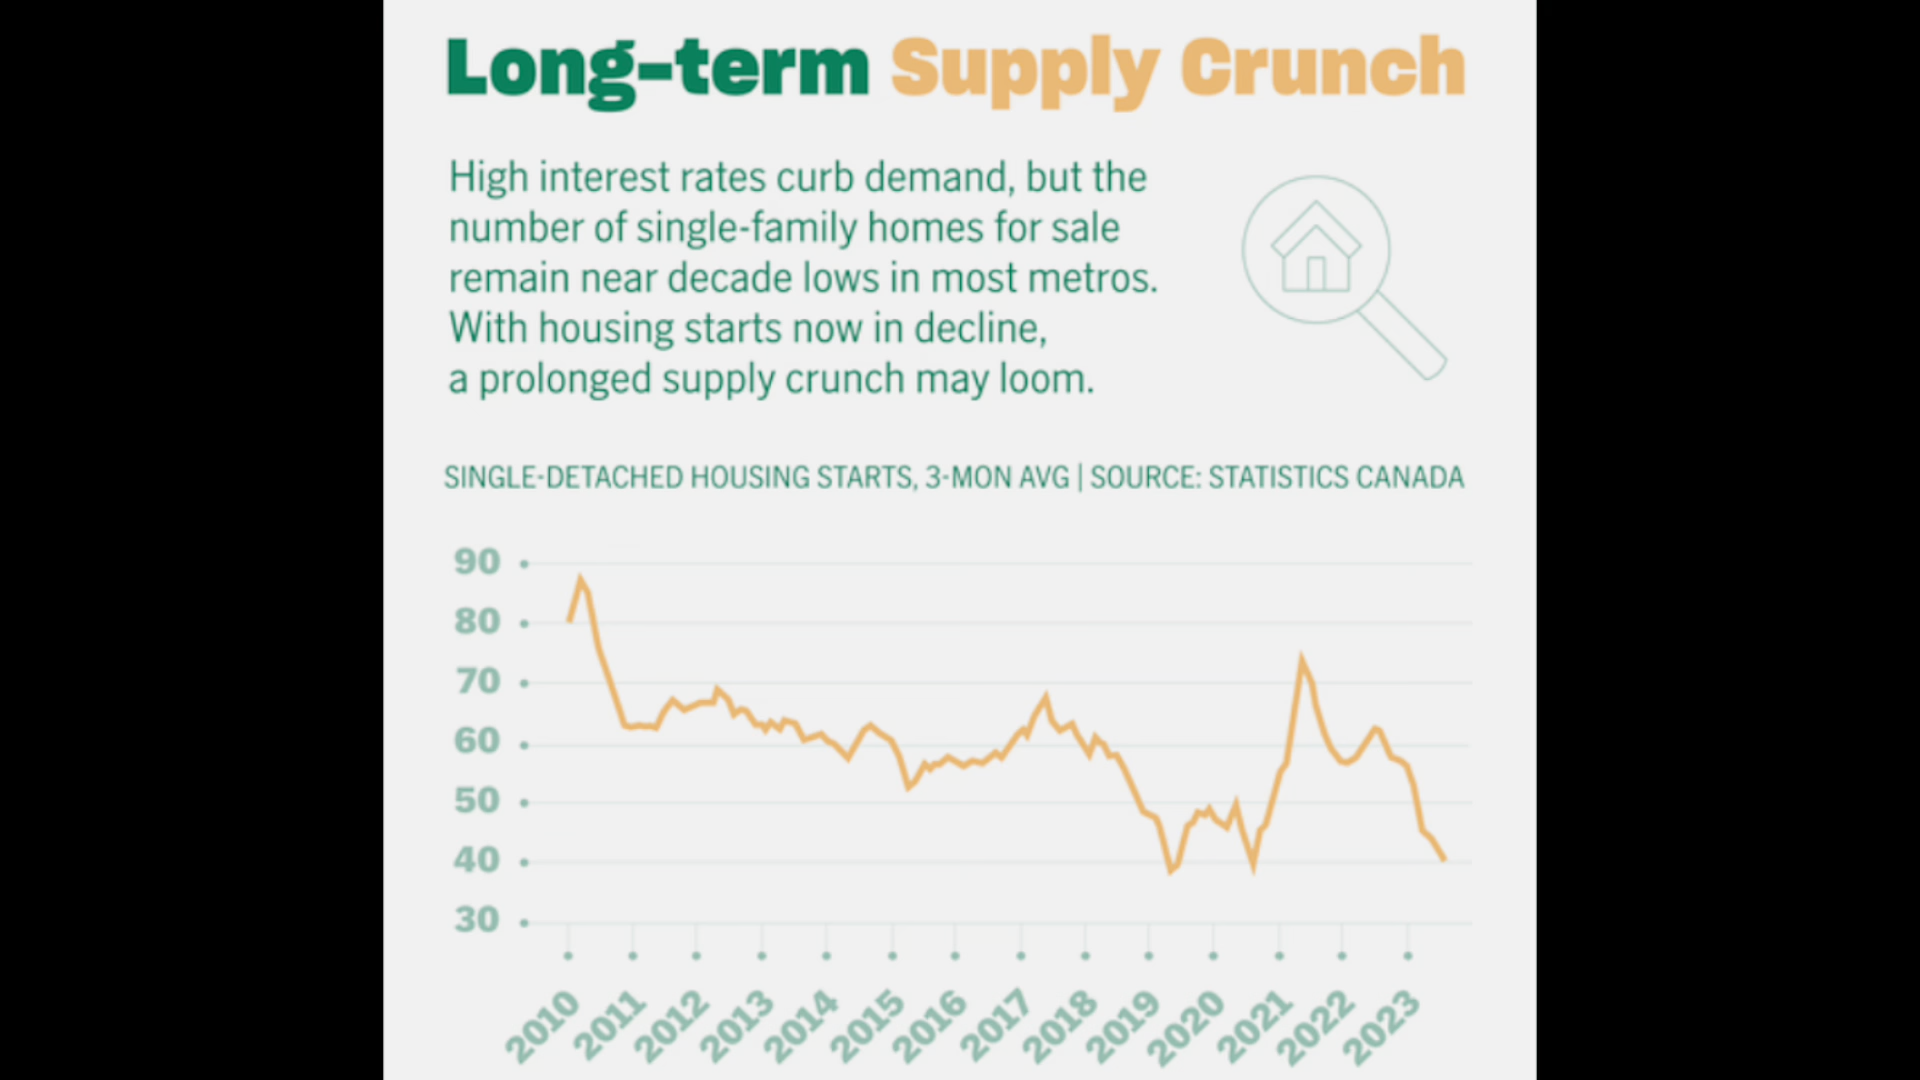 Long-term Supply Crunch
High interest rates curb demand, but the
number of single-family homes for sale
remain near decade lows in most metros.
With housing starts now in decline,
a prolonged supply crunch may loom.
SINGLE-DETACHED HOUSING STARTS, 3-MON AVG | SOURCE: STATISTICS CANADA
90
80
70
60
50
40
30
2010 2011 2012 2013 2014 2015 2016 2017 2018 2019 2020 2021 2022 2023